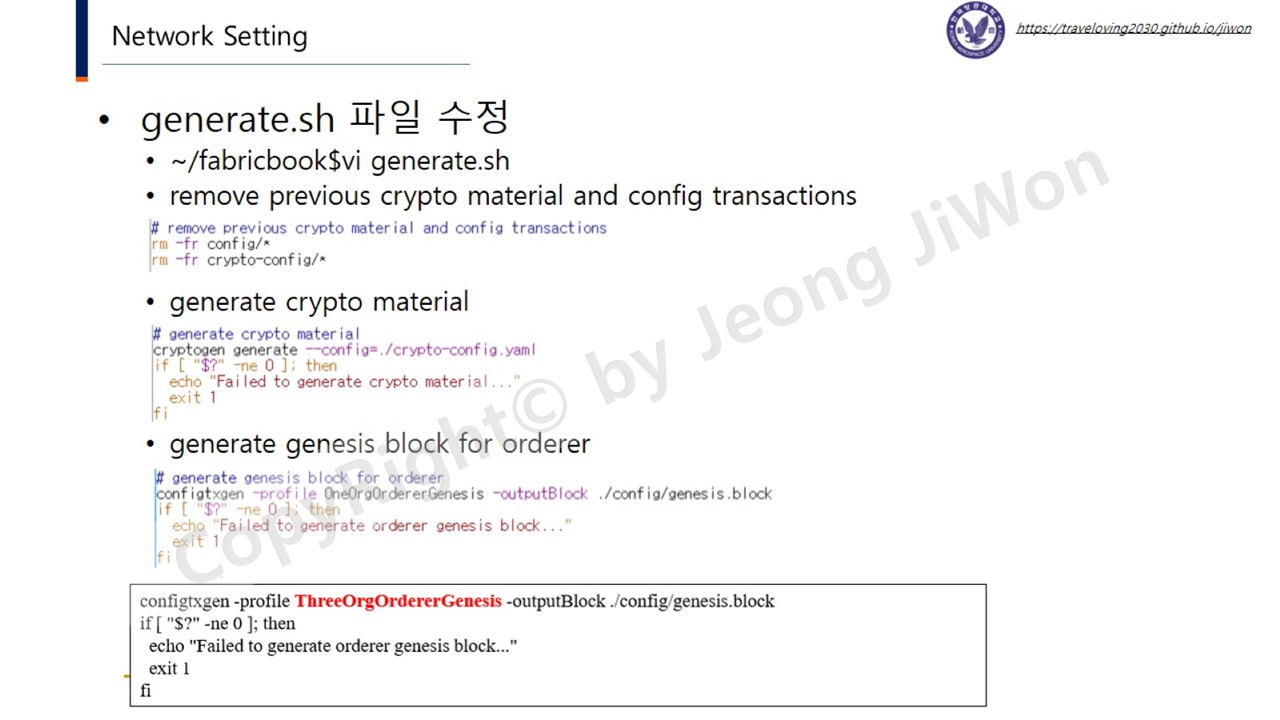 Network Setting
https://traveloving2030.github.io/jiwon
• generate.sh 파일 수정
• ~/fabricbook$vi generate.sh
• remove previous crypto material and config transactions
# remove previous crypto material and config transactions
rm -fr config/*
rm -fr crypto-config/*
• generate crypto material
# generate crypto material
cryptogen generate --config=./crypto-config.yaml
if [ "$?" -ne 0 ]; then
  echo "Failed to generate crypto material..."
  exit 1
fi
• generate genesis block for orderer
# generate genesis block for orderer
configtxgen -profile OneOrgOrdererGenesis -outputBlock ./config/genesis.block
if [ "$?" -ne 0 ]; then
  echo "Failed to generate orderer genesis block..."
  exit 1
fi
configtxgen -profile ThreeOrgOrdererGenesis -outputBlock ./config/genesis.block
if [ "$?" -ne 0 ]; then
  echo "Failed to generate orderer genesis block..."
  exit 1
fi
CopyRight© by Jeong JiWon